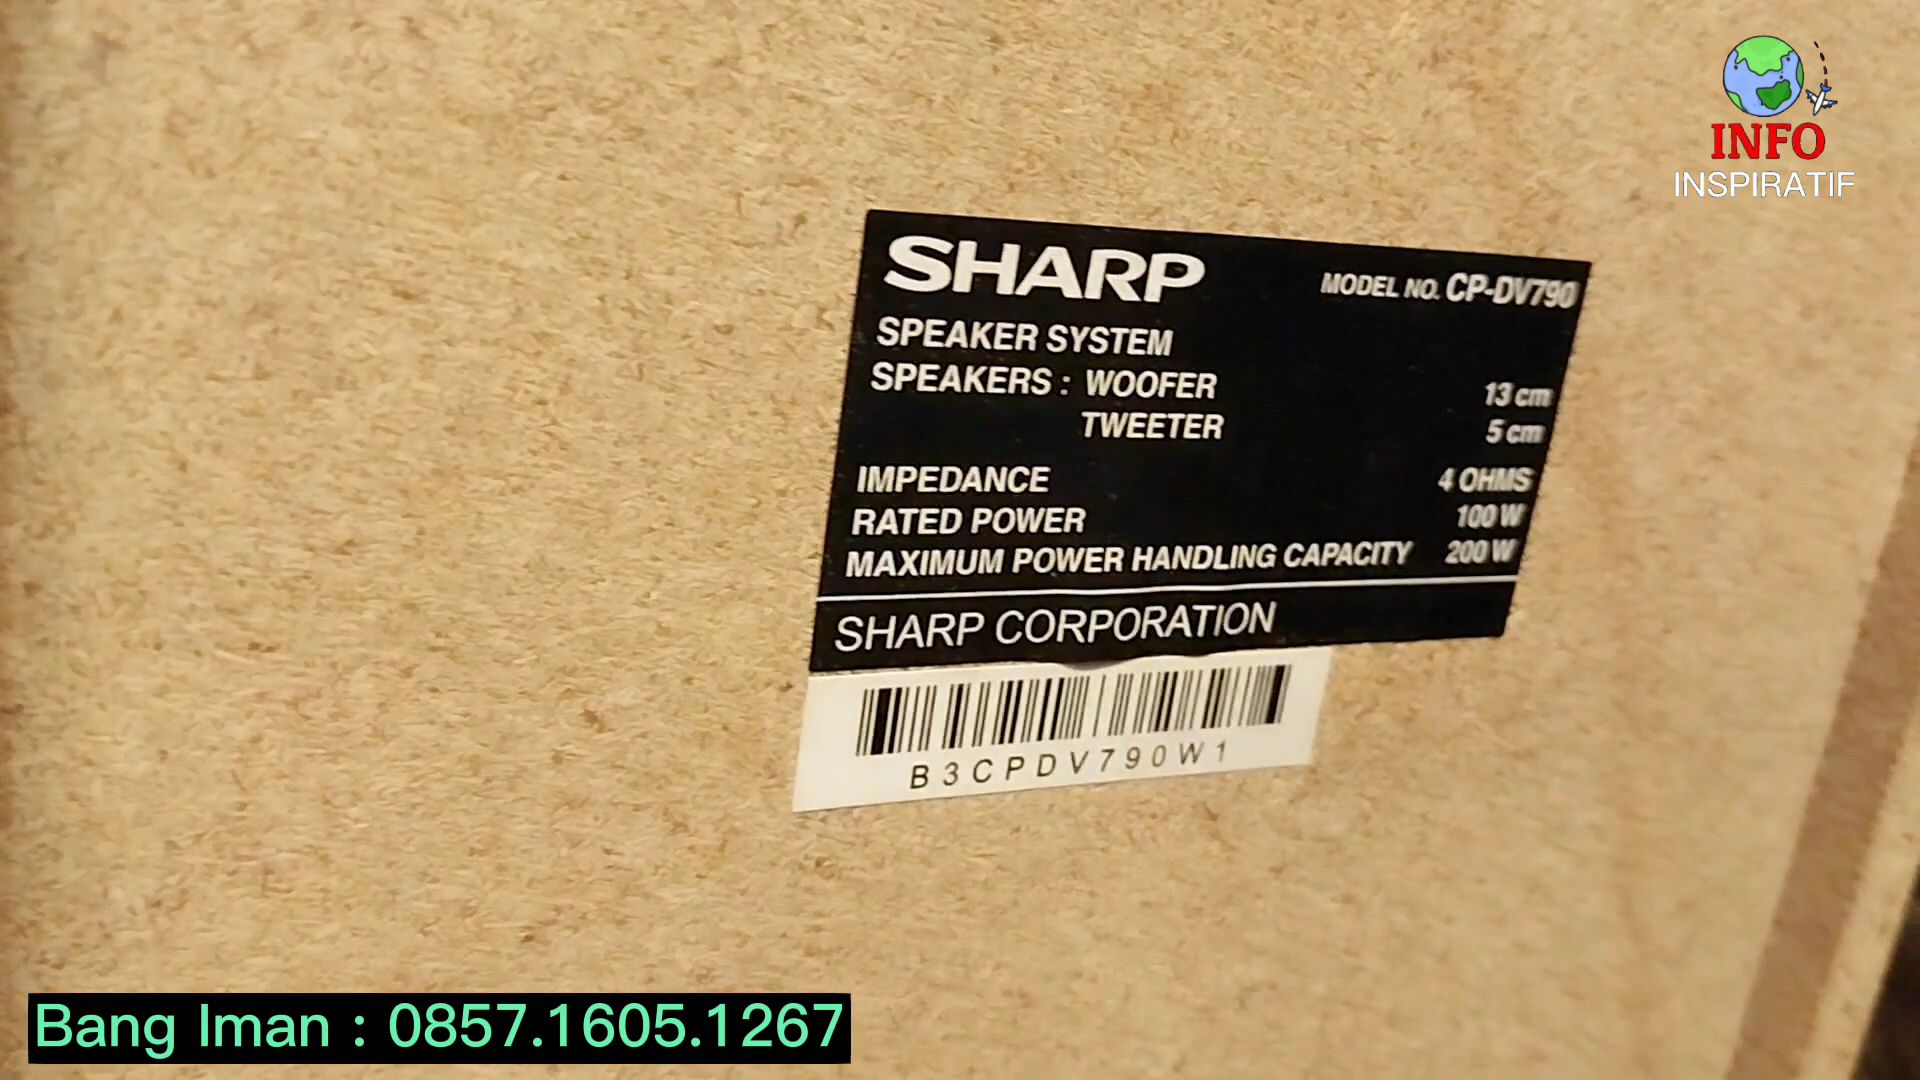 INFO
INSPIRATIF
SHARP
MODEL NO. CP-DV790
SPEAKER SYSTEM
SPEAKERS : WOOFER 13 cm
TWEETER 5 cm
IMPEDANCE 4 OHMS
RATED POWER 100 W
MAXIMUM POWER HANDLING CAPACITY 200 W
SHARP CORPORATION
B3CPDV790W1
Bang Iman : 0857.1605.1267